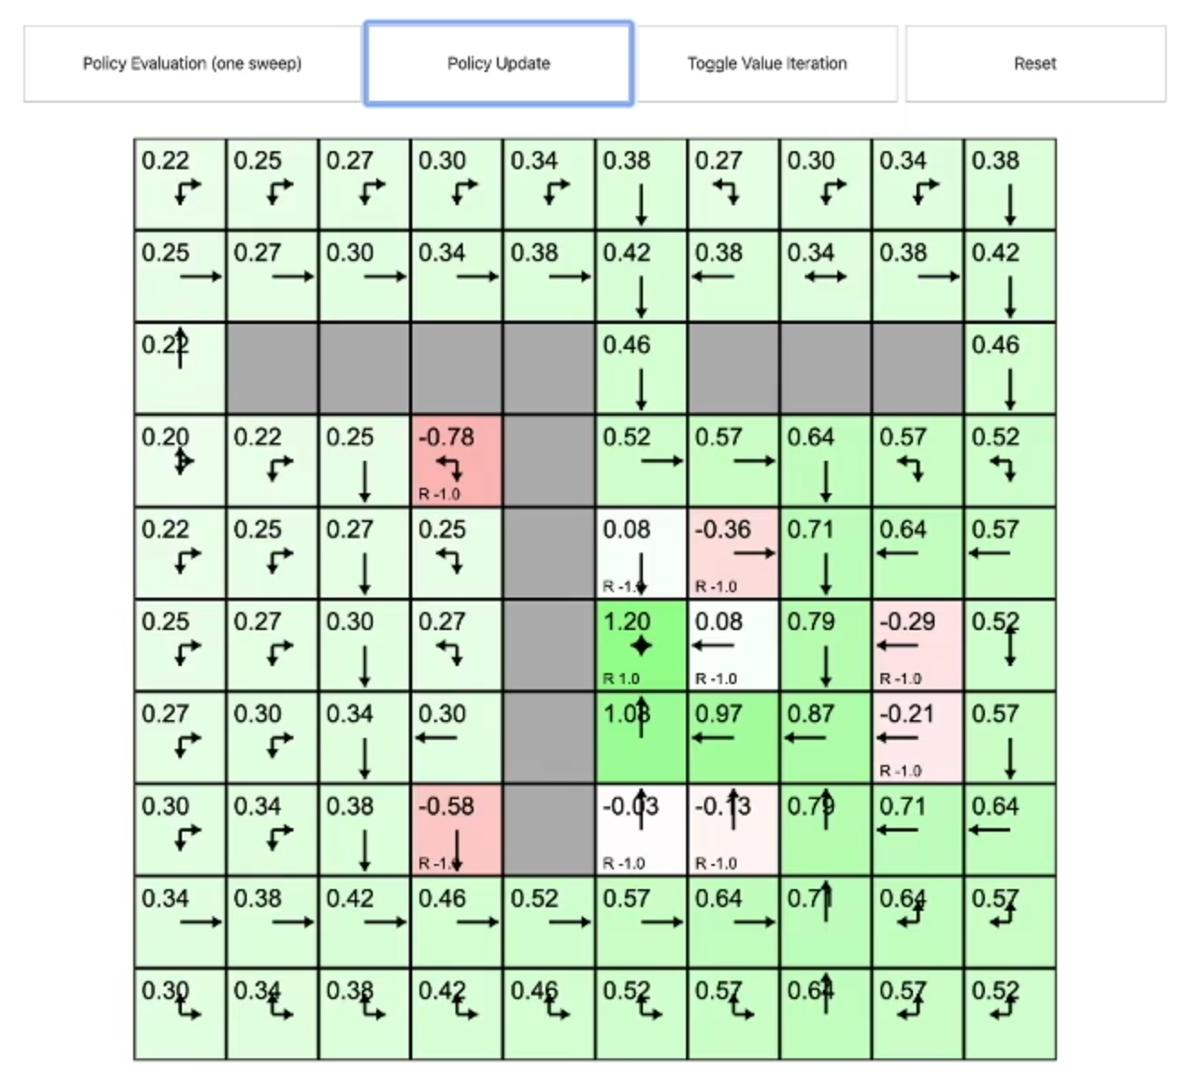 Policy Evaluation (one sweep) Policy Update Toggle Value Iteration Reset
0.22 0.25 0.27 0.30 0.34 0.38 0.27 0.30 0.34 0.38
0.25 0.27 0.30 0.34 0.38 0.42 0.38 0.34 0.38 0.42
0.22 0.46 0.46
0.20 0.22 0.25 -0.78 0.52 0.57 0.64 0.57 0.52
R -1.0
0.22 0.25 0.27 0.25 0.08 -0.36 0.71 0.64 0.57
R -1.0 R -1.0
0.25 0.27 0.30 0.27 1.20 0.08 0.79 -0.29 0.52
R 1.0 R -1.0 R -1.0
0.27 0.30 0.34 0.30 1.08 0.97 0.87 -0.21 0.57
R -1.0
0.30 0.34 0.38 -0.58 -0.03 -0.13 0.79 0.71 0.64
R -1.0 R -1.0 R -1.0
0.34 0.38 0.42 0.46 0.52 0.57 0.64 0.71 0.64 0.57
0.30 0.34 0.38 0.42 0.46 0.52 0.57 0.64 0.57 0.52